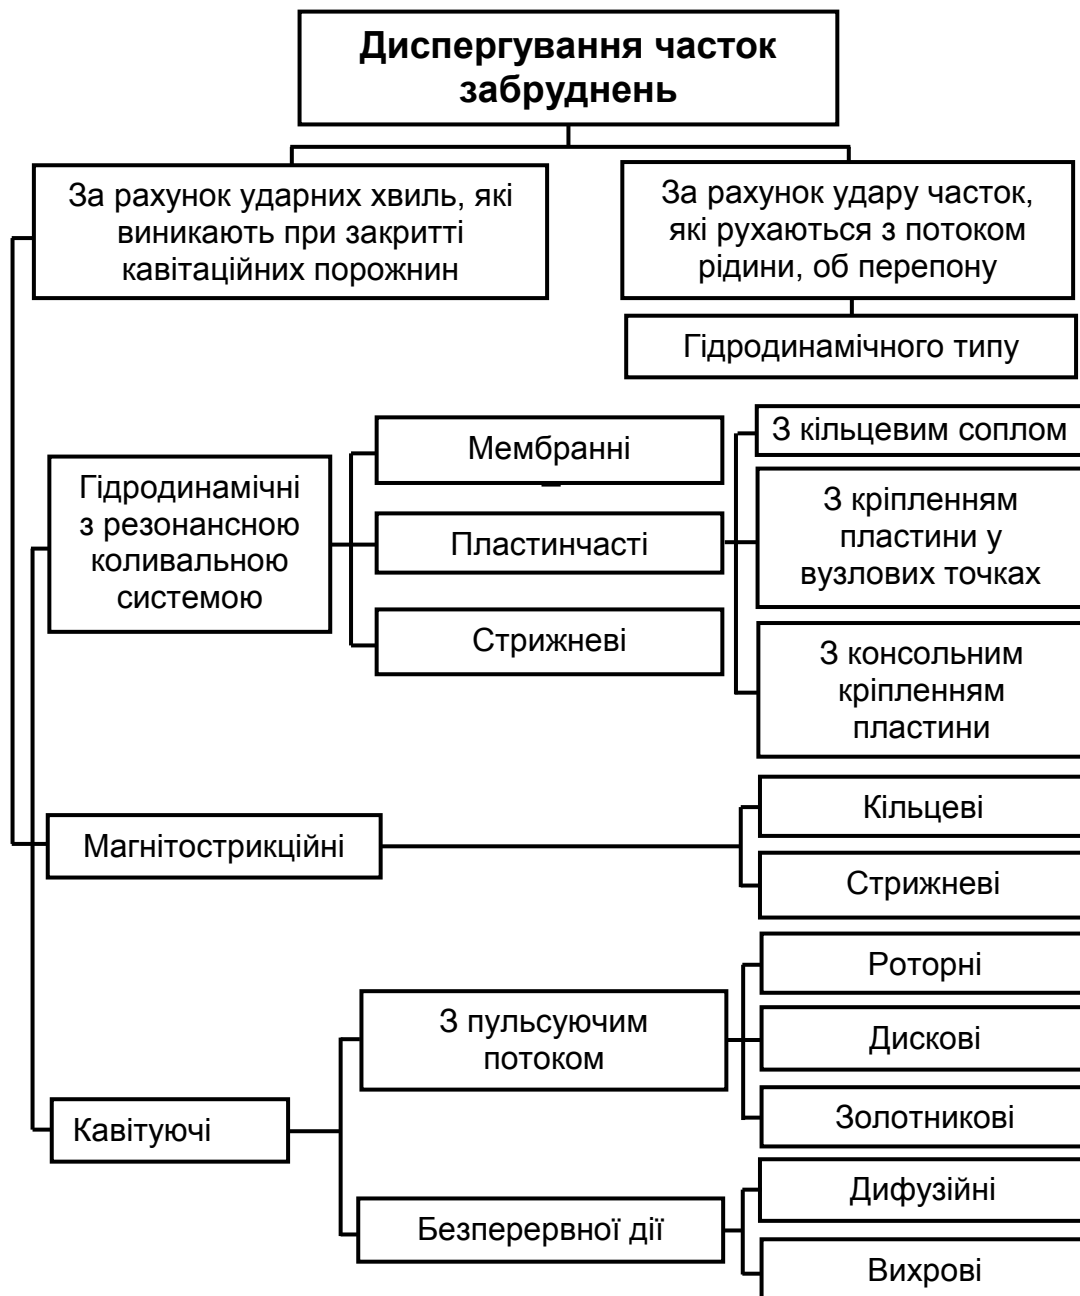 Диспергування часток
забруднень
За рахунок ударних хвиль, які
виникають при закритті
кавітаційних порожнин
За рахунок удару часток,
які рухаються з потоком
рідини, об перепону
Гідродинамічного типу
Гідродинамічні
з резонансною
коливальною
системою
Мембранні
Пластинчасті
Стрижневі
З кільцевим соплом
З кріпленням
пластини у
вузлових точках
З консольним
кріпленням
пластини
Магнітострикційні
Кільцеві
Стрижневі
Кавітуючі
З пульсуючим
потоком
Роторні
Дискові
Золотникові
Безперервної дії
Дифузійні
Вихрові